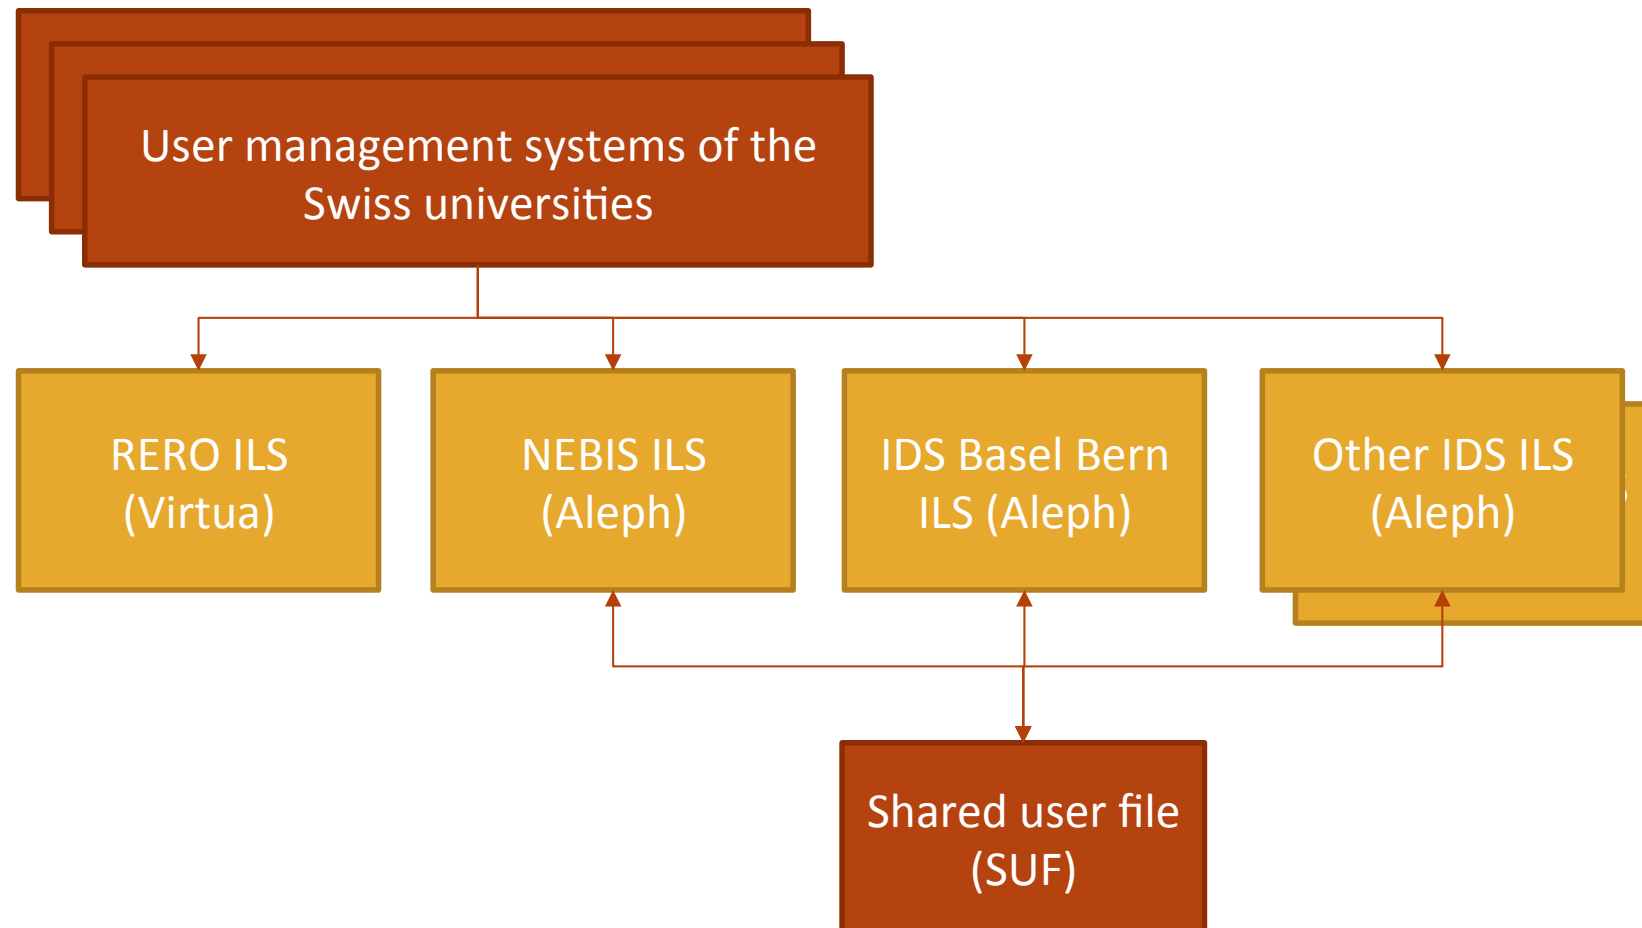 User management systems of the
Swiss universities
RERO ILS
(Virtua)
NEBIS ILS
(Aleph)
IDS Basel Bern
ILS (Aleph)
Other IDS ILS
(Aleph)
Shared user file
(SUF)